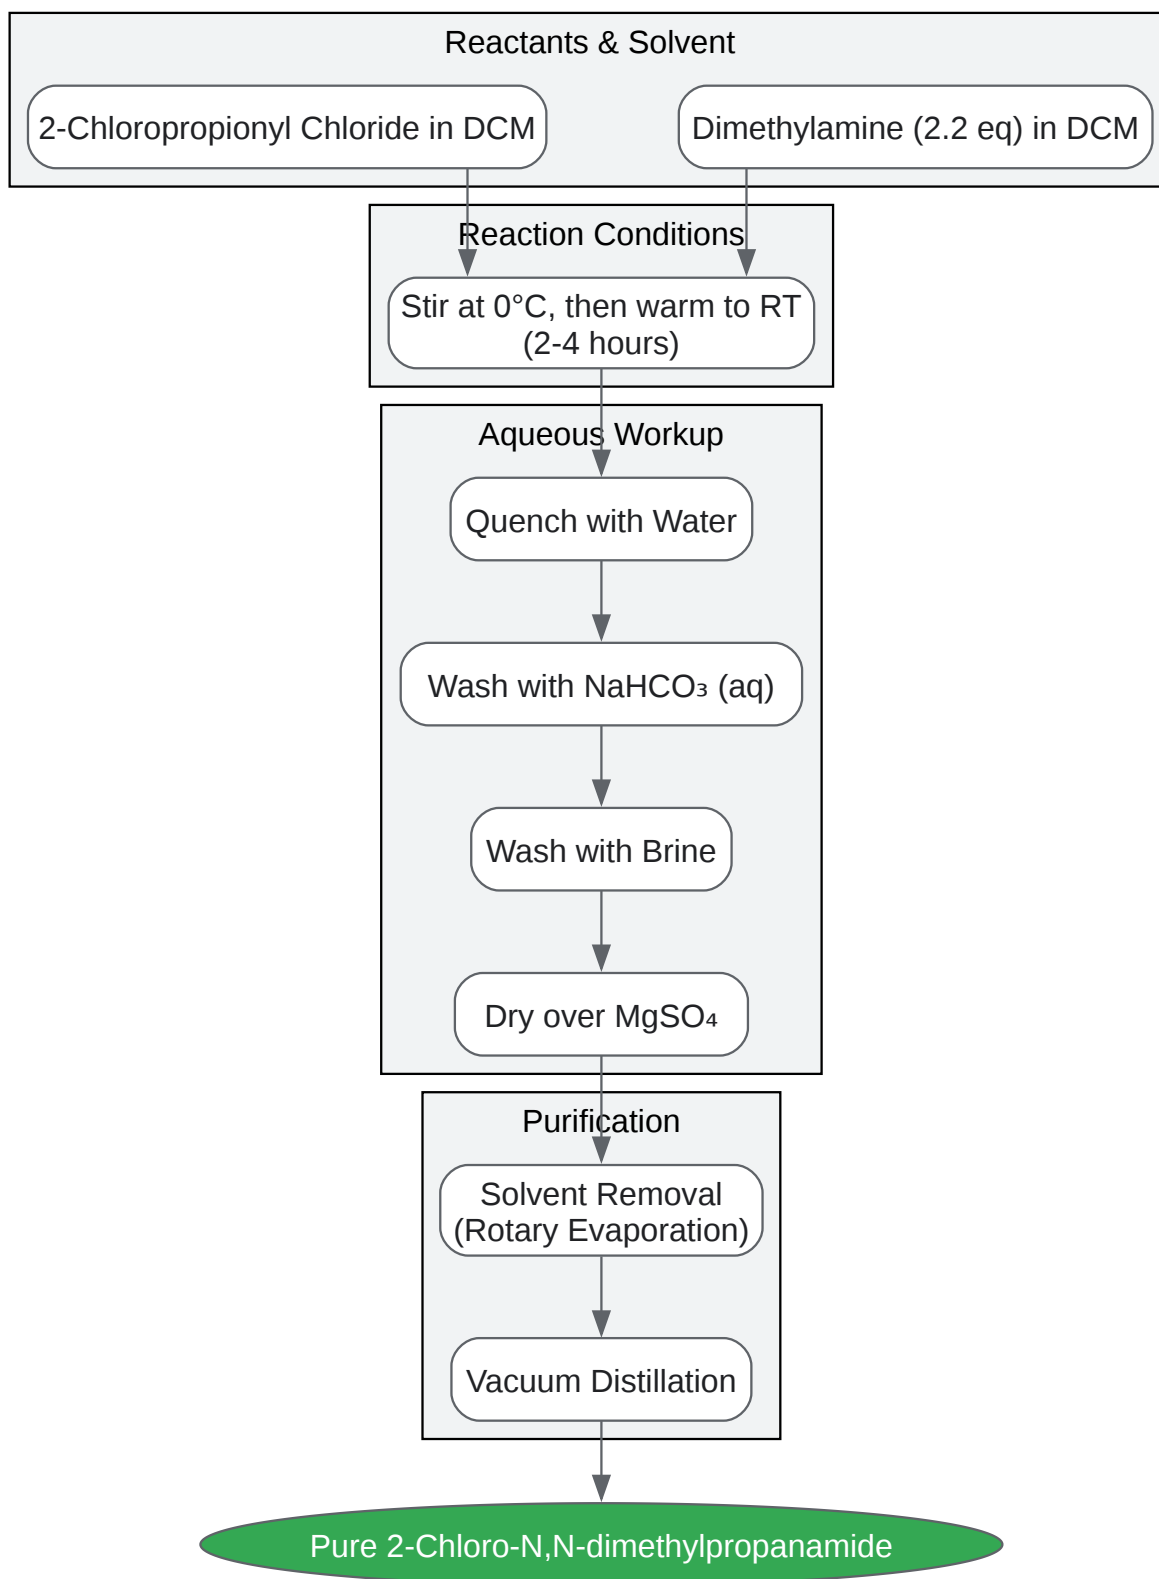 Reactants & Solvent
2-Chloropropionyl Chloride in DCM
Dimethylamine (2.2 eq) in DCM
Reaction Conditions
Stir at 0°C, then warm to RT
(2-4 hours)
Aqueous Workup
Quench with Water
Wash with NaHCO₃ (aq)
Wash with Brine
Dry over MgSO₄
Purification
Solvent Removal
(Rotary Evaporation)
Vacuum Distillation
Pure 2-Chloro-N,N-dimethylpropanamide